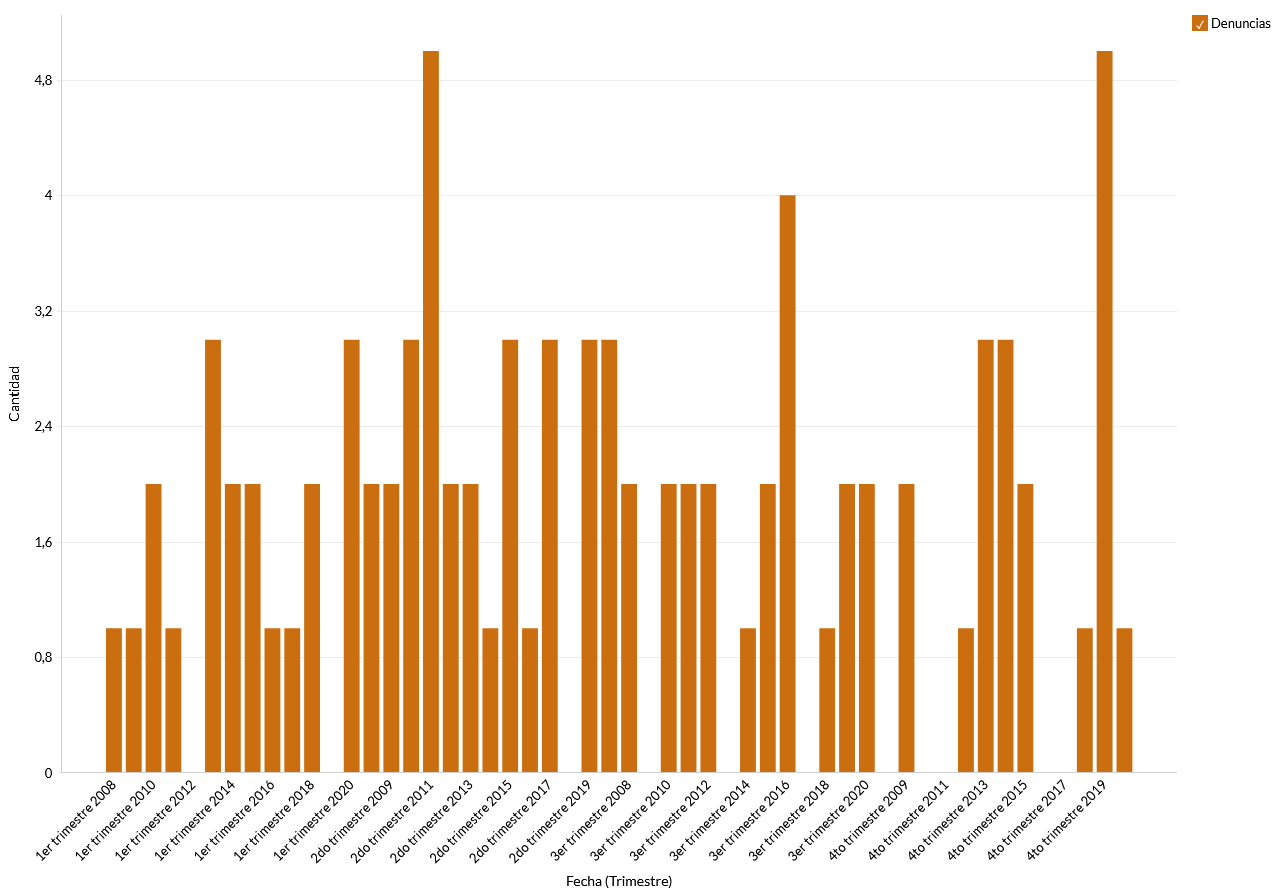 Denuncias
4,8
4
3,2
2,4
1,6
0,8
0
Cantidad
1er trimestre 2008
1er trimestre 2010
1er trimestre 2012
1er trimestre 2014
1er trimestre 2016
1er trimestre 2018
1er trimestre 2020
2do trimestre 2009
2do trimestre 2011
2do trimestre 2013
2do trimestre 2015
2do trimestre 2017
2do trimestre 2019
3er trimestre 2008
3er trimestre 2010
3er trimestre 2012
3er trimestre 2014
3er trimestre 2016
3er trimestre 2018
3er trimestre 2020
4to trimestre 2009
4to trimestre 2011
4to trimestre 2013
4to trimestre 2015
4to trimestre 2017
4to trimestre 2019
Fecha (Trimestre)